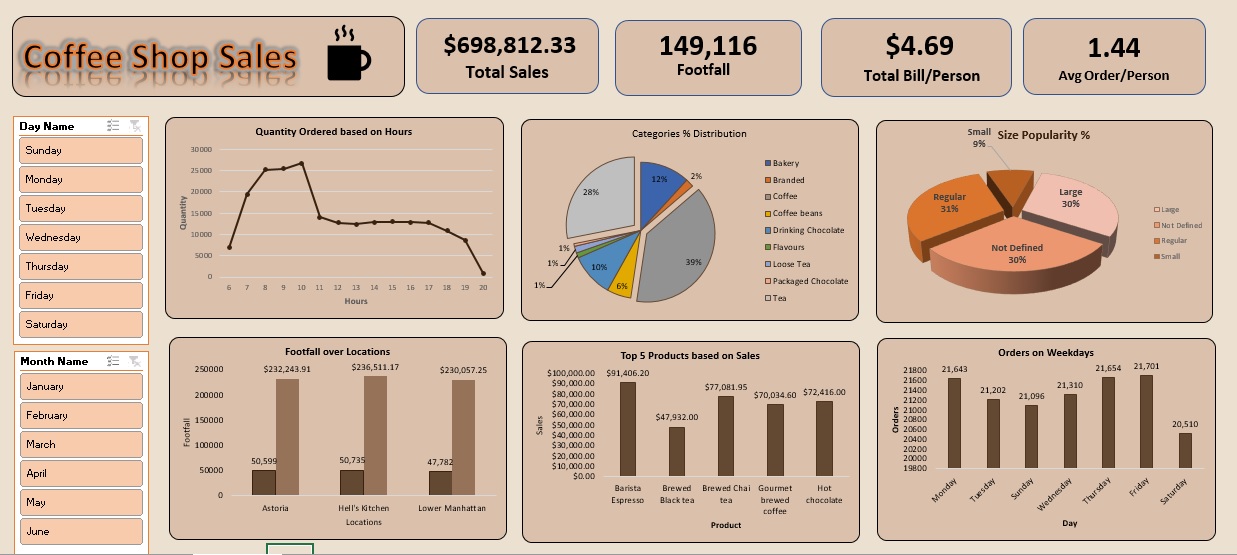 Coffee Shop Sales
$698,812.33
Total Sales
149,116
Footfall
$4.69
Total Bill/Person
1.44
Avg Order/Person
Day Name
Sunday
Monday
Tuesday
Wednesday
Thursday
Friday
Saturday
Month Name
January
February
March
April
May
June
Quantity Ordered based on Hours
Quantity
30000
25000
20000
15000
10000
5000
0
6 7 8 9 10 11 12 13 14 15 16 17 18 19 20
Hours
Categories % Distribution
12%
2%
39%
6%
10%
1%
1%
1%
28%
Bakery
Branded
Coffee
Coffee beans
Drinking Chocolate
Flavours
Loose Tea
Packaged Chocolate
Tea
Size Popularity %
Small
9%
Large
30%
Regular
31%
Not Defined
30%
Large
Not Defined
Regular
Small
Footfall over Locations
Footfall
250000
200000
150000
100000
50000
0
$232,243.91
$236,511.17
$230,057.25
50,599
50,735
47,782
Astoria
Hell's Kitchen
Lower Manhattan
Locations
Top 5 Products based on Sales
Sales
$100,000.00
$90,000.00
$80,000.00
$70,000.00
$60,000.00
$50,000.00
$40,000.00
$30,000.00
$20,000.00
$10,000.00
$0.00
$91,406.20
$47,932.00
$77,081.95
$70,034.60
$72,416.00
Barista
Espresso
Brewed
Black tea
Brewed Chai
tea
Gourmet
brewed
coffee
Hot
chocolate
Product
Orders on Weekdays
Orders
21800
21600
21400
21200
21000
20800
20600
20400
20200
20000
19800
21,643
21,202
21,096
21,310
21,654
21,701
20,510
Monday
Tuesday
Sunday
Wednesday
Thursday
Friday
Saturday
Day